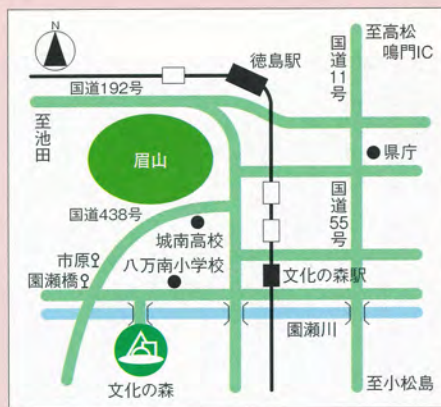 N
至高松
鳴門IC
徳島駅
国道11号
国道192号
至池田
県庁
眉山
国道55号
国道438号
城南高校
市原
八万南小学校
文化の森駅
園瀬橋
園瀬川
文化の森
至小松島